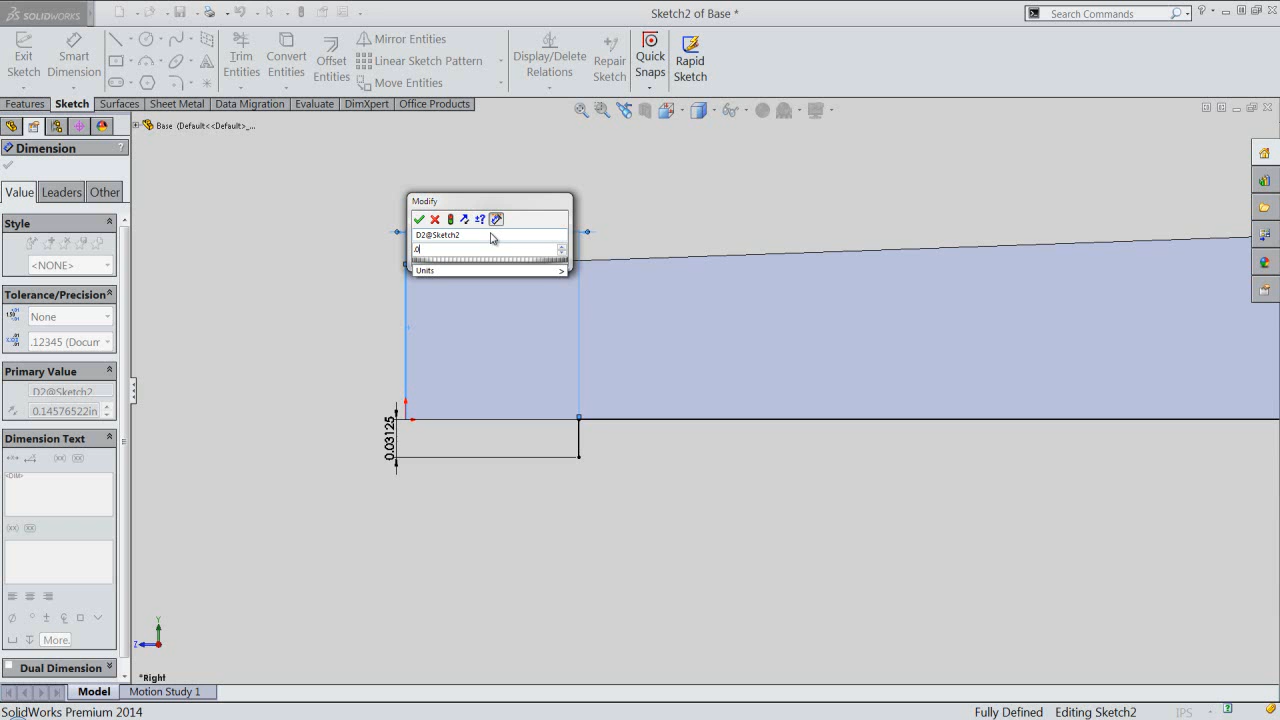 SOLIDWORKS
Sketch2 of Base *
Search Commands
Exit Sketch
Smart Dimension
Trim Entities
Convert Entities
Offset Entities
Mirror Entities
Linear Sketch Pattern
Move Entities
Display/Delete Relations
Repair Sketch
Quick Snaps
Rapid Sketch
Features
Sketch
Surfaces
Sheet Metal
Data Migration
Evaluate
DimXpert
Office Products
Base (Default<<Default>_...
Dimension
?
Value
Leaders
Other
Style
<NONE>
Tolerance/Precision
None
.12345 (Docum
Primary Value
D2@Sketch2
0.14576522in
Dimension Text
<DIM>
More...
Dual Dimension
Modify
D2@Sketch2
.0
Units
>
0.03125
Y
Z
*Right
Model
Motion Study 1
SolidWorks Premium 2014
Fully Defined
Editing Sketch2
IPS